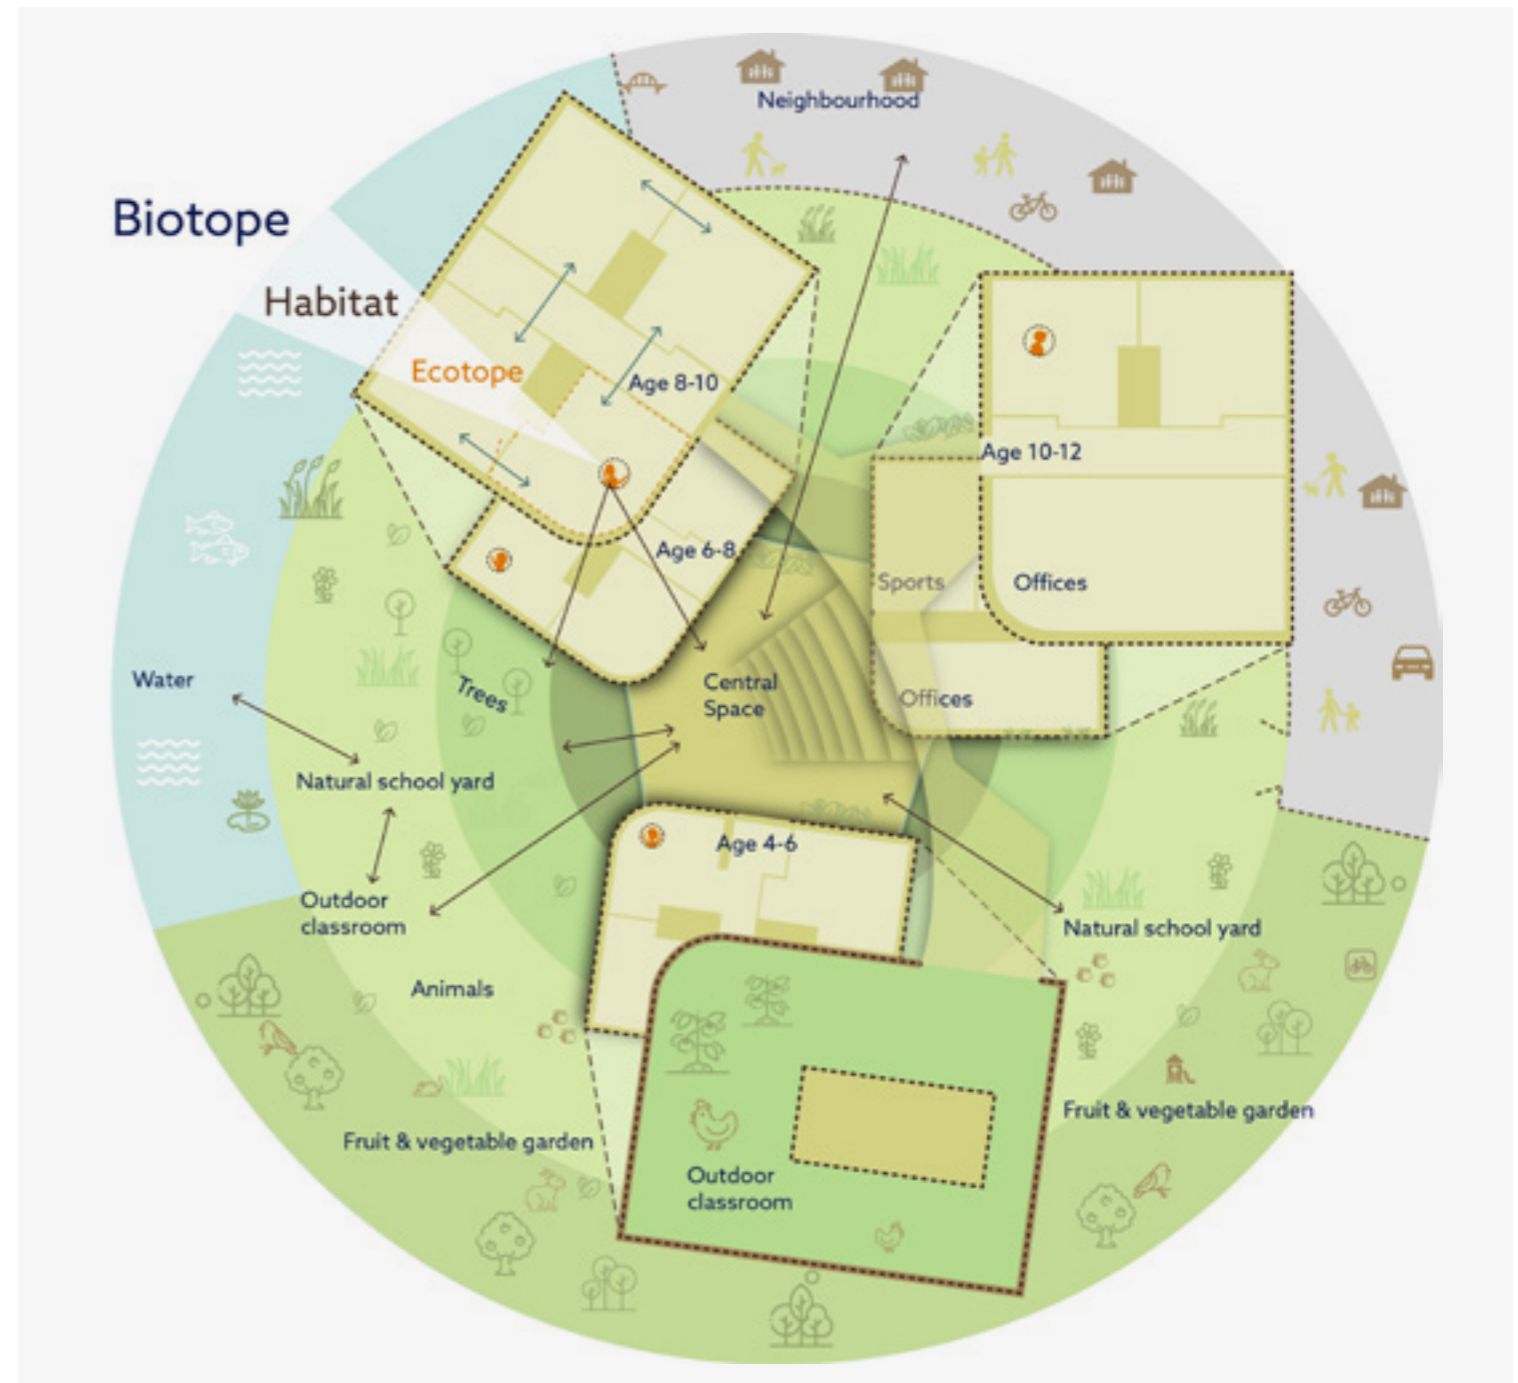 Neighbourhood
Biotope
Habitat
Ecotope
Age 8-10
Age 10-12
Age 6-8
Sports
Offices
Water
Trees
Central
Space
Offices
Natural school yard
Age 4-6
Outdoor
classroom
Natural school yard
Animals
Fruit & vegetable garden
Fruit & vegetable garden
Outdoor
classroom